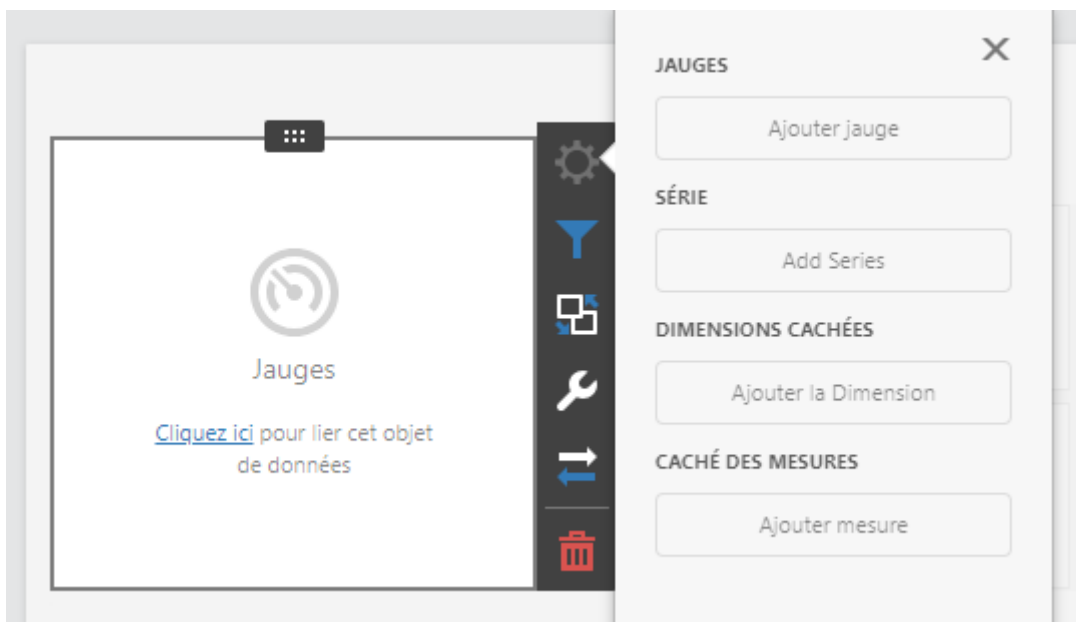 Jauges
Cliquez ici pour lier cet objet
de données
JAUGES
Ajouter jauge
SÉRIE
Add Series
DIMENSIONS CACHÉES
Ajouter la Dimension
CACHÉ DES MESURES
Ajouter mesure